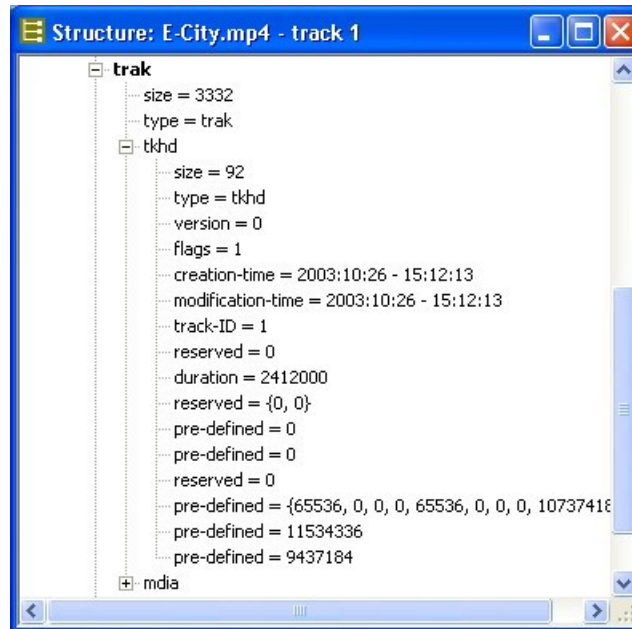 Structure: E-City.mp4 - track 1
trak
size = 3332
type = trak
tkhd
size = 92
type = tkhd
version = 0
flags = 1
creation-time = 2003:10:26 - 15:12:13
modification-time = 2003:10:26 - 15:12:13
track-ID = 1
reserved = 0
duration = 2412000
reserved = {0, 0}
pre-defined = 0
pre-defined = 0
reserved = 0
pre-defined = {65536, 0, 0, 0, 65536, 0, 0, 0, 10737418
pre-defined = 11534336
pre-defined = 9437184
mdia